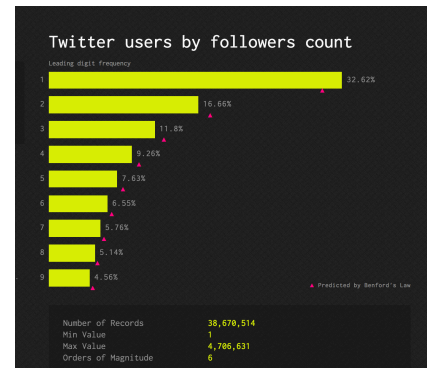 Twitter users by followers count
Leading digit frequency
1 32.62%
2 16.66%
3 11.8%
4 9.26%
5 7.63%
6 6.55%
7 5.76%
8 5.14%
9 4.56%
▲ Predicted by Benford's Law
Number of Records 38,670,514
Min Value 1
Max Value 4,706,631
Orders of Magnitude 6